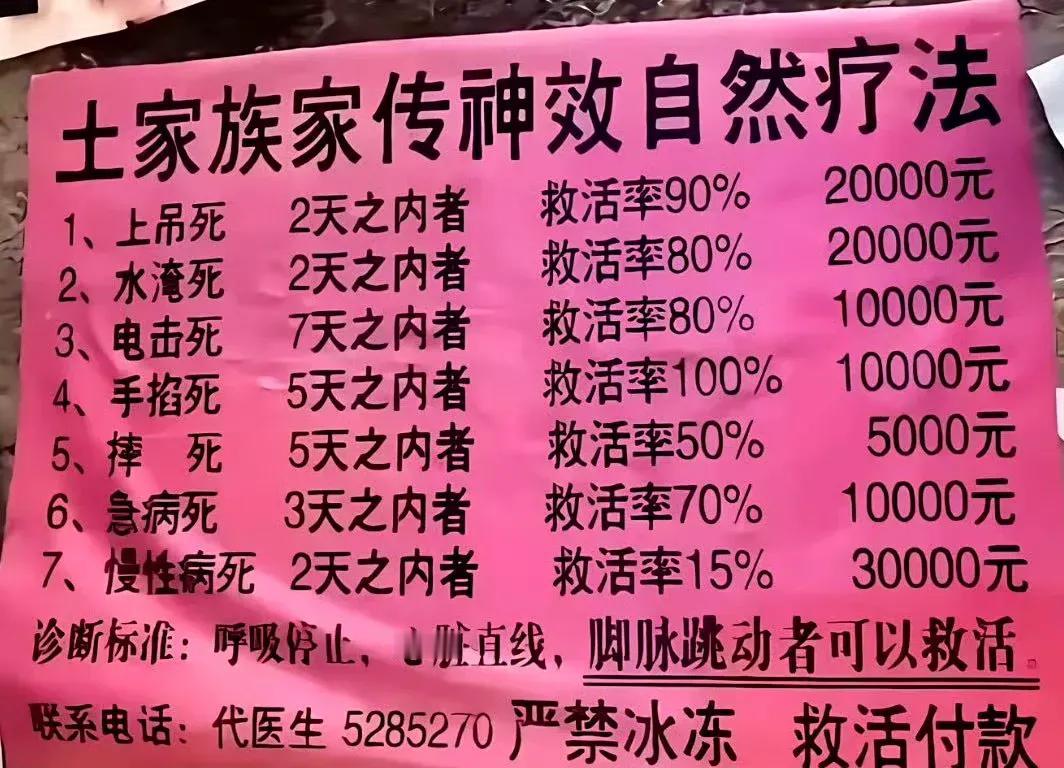 土家族家传神效自然疗法
1、上吊死 2天之内者 救活率90% 20000元
2、水淹死 2天之内者 救活率80% 20000元
3、电击死 7天之内者 救活率80% 10000元
4、手掐死 5天之内者 救活率100% 10000元
5、摔 死 5天之内者 救活率50% 5000元
6、急病死 3天之内者 救活率70% 10000元
7、慢性病死 2天之内者 救活率15% 30000元
诊断标准：呼吸停止，心脏直线，脚脉跳动者可以救活。
联系电话：代医生 5285270 严禁冰冻 救活付款